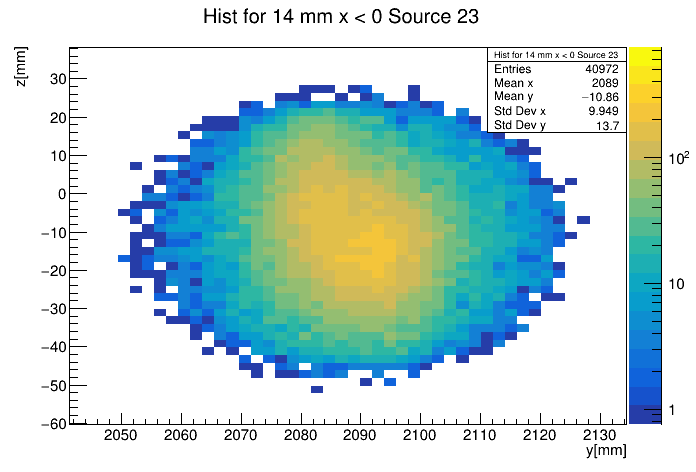 Hist for 14 mm x < 0 Source 23
z[mm]
Hist for 14 mm x < 0 Source 23
Entries 40972
Mean x 2089
Mean y −10.86
Std Dev x 9.949
Std Dev y 13.7
30
20
10
0
−10
−20
−30
−40
−50
−60
2050 2060 2070 2080 2090 2100 2110 2120 2130
y[mm]
10²
10
1